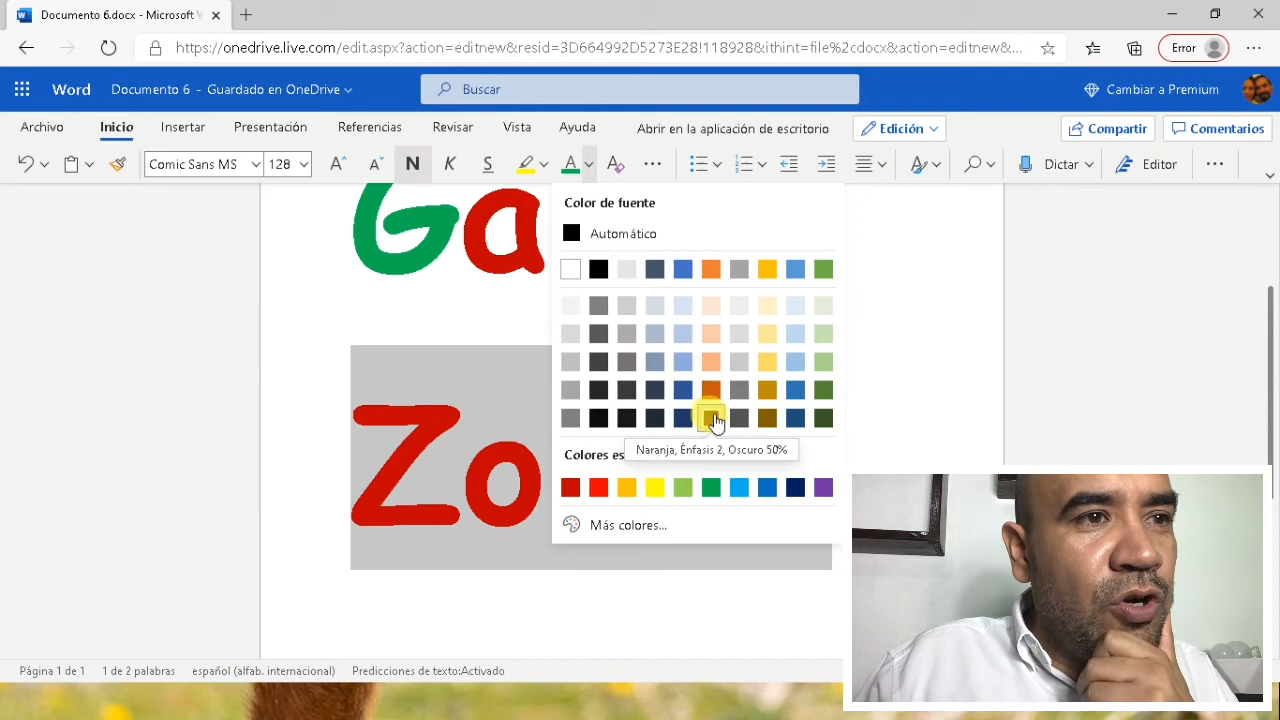 Documento 6.docx - Microsoft W
https://onedrive.live.com/edit.aspx?action=editnew&resid=3D664992D5273E28!118928&ithint=file%2cdocx&action=editnew&...
Error
Word
Documento 6 - Guardado en OneDrive
Buscar
Cambiar a Premium
Archivo Inicio Insertar Presentación Referencias Revisar Vista Ayuda Abrir en la aplicación de escritorio Edición Compartir Comentarios
Comic Sans MS 128 N K S Dictar Editor
Color de fuente
Automático
Ga
Zo
Naranja, Énfasis 2, Oscuro 50%
Colores es
Más colores...
Página 1 de 1 1 de 2 palabras español (alfab. internacional) Predicciones de texto:Activado